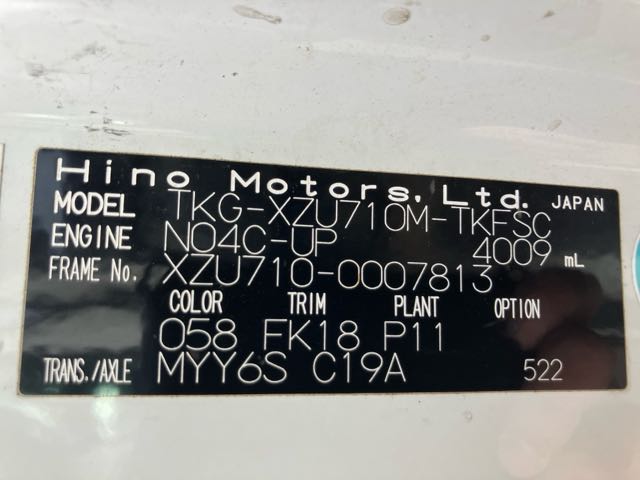 Hino Motors, Ltd. JAPAN
MODEL TKG-XZU710M-TKFSC
ENGINE N04C-UP 4009 mL
FRAME No. XZU710-0007813
COLOR TRIM PLANT OPTION
058 FK18 P11
TRANS./AXLE MYY6S C19A 522